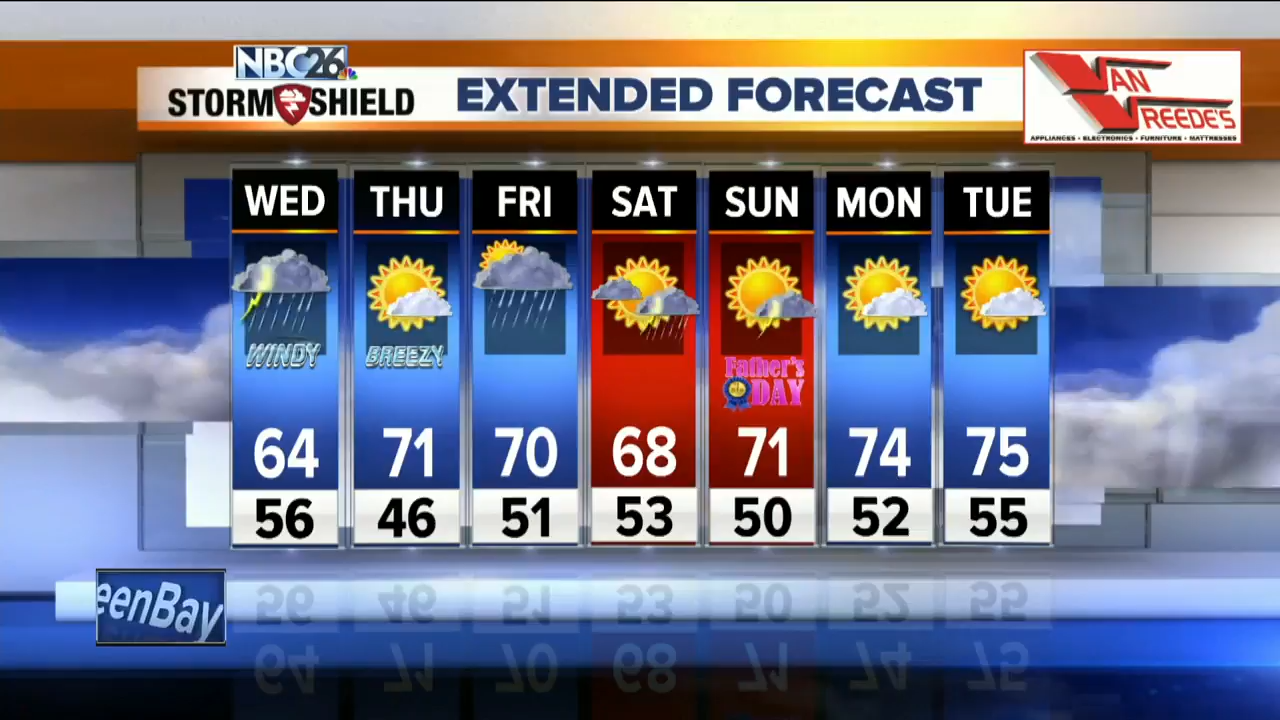 NBC26
STORM SHIELD
EXTENDED FORECAST
VAN
VREEDE'S
APPLIANCES • ELECTRONICS • FURNITURE • MATTRESSES
WED THU FRI SAT SUN MON TUE
WINDY BREEZY
Father's
DAY
64 71 70 68 71 74 75
56 46 51 53 50 52 55
eenBay